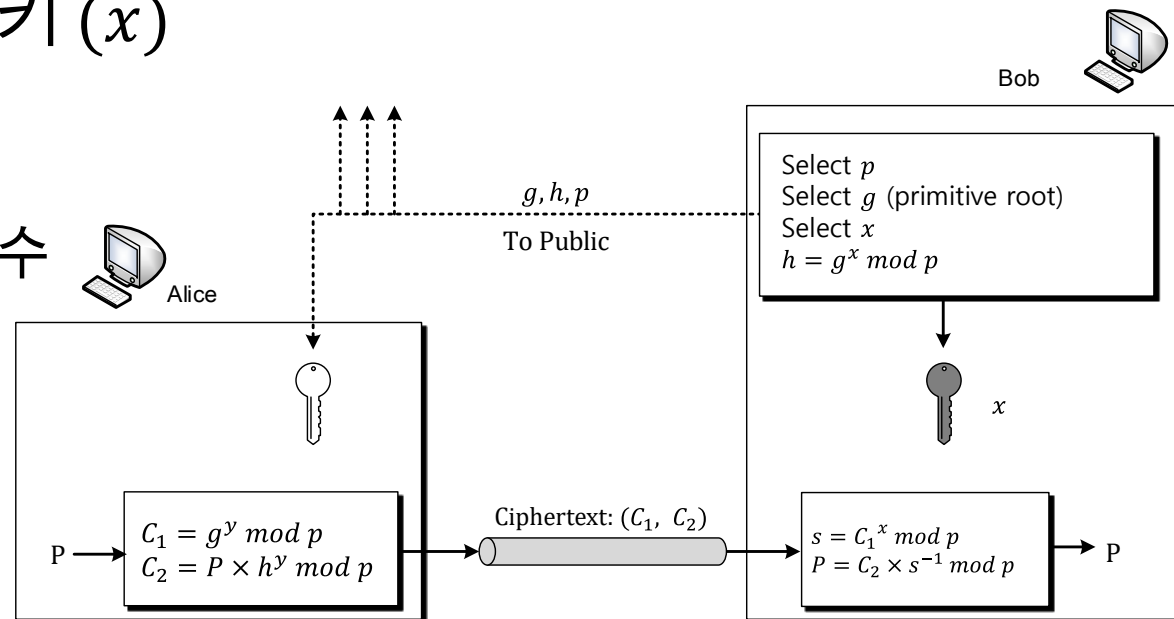 키 (x)
Bob
Select p
Select g (primitive root)
Select x
h = g^x mod p
g, h, p
To Public
수
Alice
x
P
C₁ = g^y mod p
C₂ = P × h^y mod p
Ciphertext: (C₁, C₂)
s = C₁^x mod p
P = C₂ × s⁻¹ mod p
P